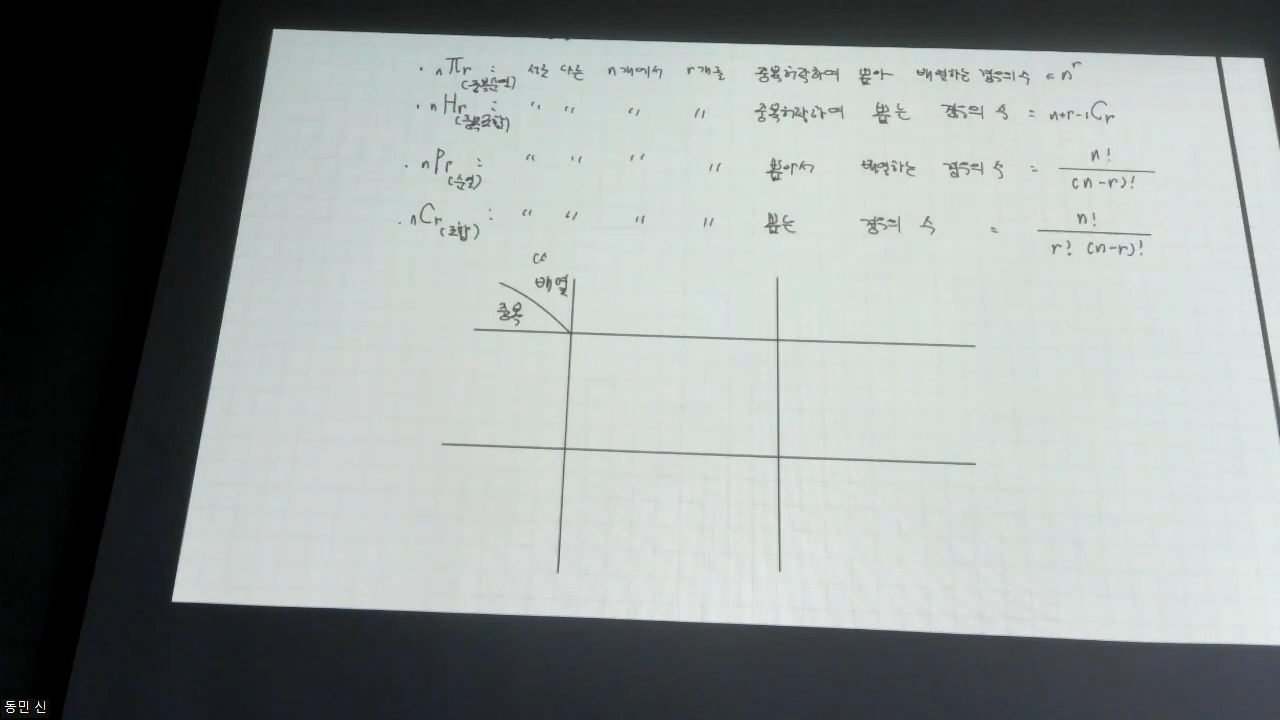 · nΠr : 서로 다른 n개에서 r개를 중복허락하여 뽑아 배열하는 경우의 수 = n^r
(중복순열)
· nHr : " " " " 중복허락하여 뽑는 경우의 수 = n+r-1Cr
(중복조합)
· nPr : " " " " 뽑아서 배열하는 경우의 수 = n!/(n-r)!
(순열)
· nCr : " " " " 뽑는 경우의 수 = n!/r!(n-r)!
(조합)
배열
중복
동민 신